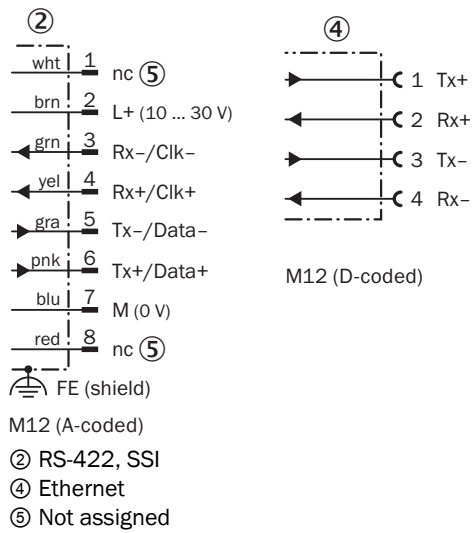 ②
wht 1 nc ⑤
brn 2 L+ (10 ... 30 V)
grn 3 Rx–/Clk–
yel 4 Rx+/Clk+
gra 5 Tx–/Data–
pnk 6 Tx+/Data+
blu 7 M (0 V)
red 8 nc ⑤
FE (shield)
M12 (A-coded)
④
1 Tx+
2 Rx+
3 Tx–
4 Rx–
M12 (D-coded)
② RS-422, SSI
④ Ethernet
⑤ Not assigned